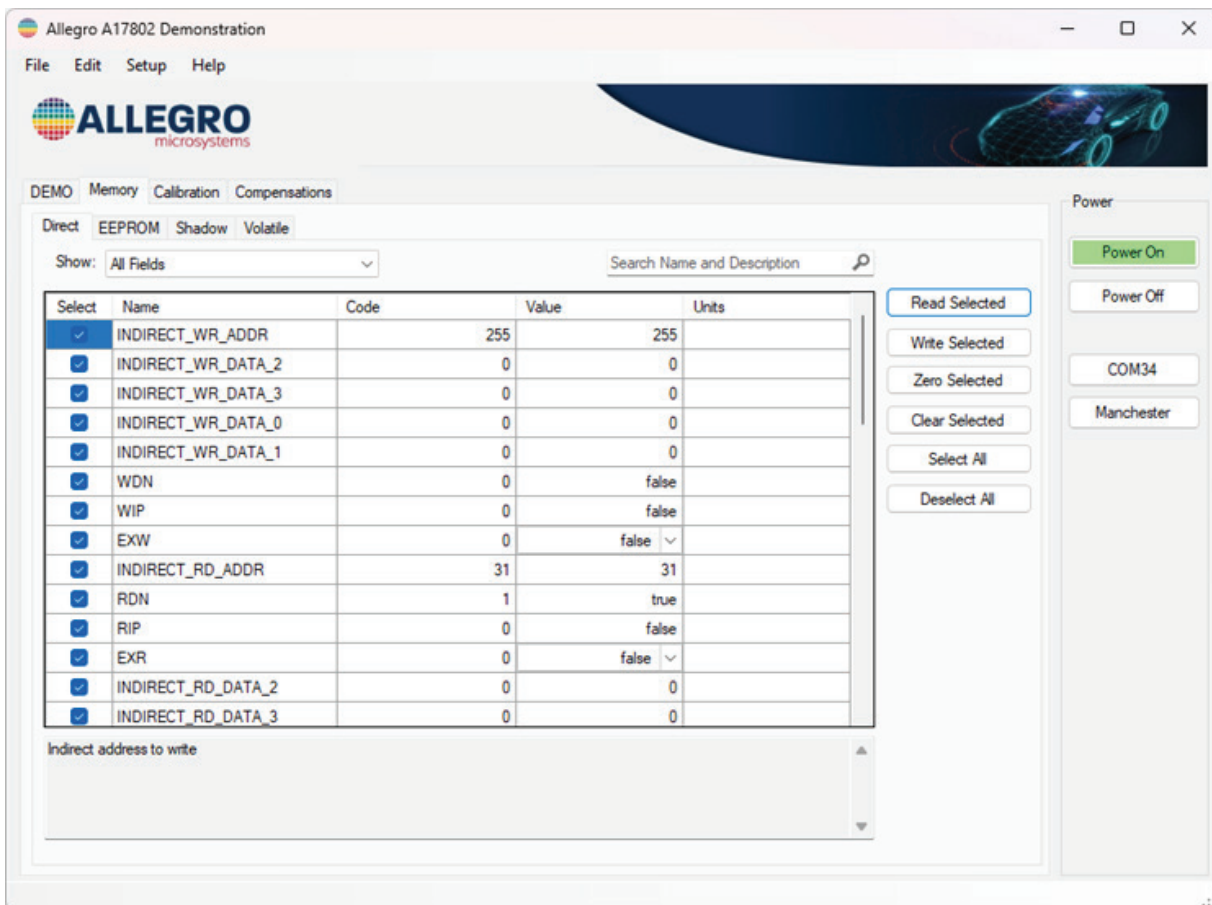 Allegro A17802 Demonstration
File Edit Setup Help
ALLEGRO
microsystems
DEMO Memory Calibration Compensations
Power
Direct EEPROM Shadow Volatile
Show: All Fields Search Name and Description
Power On
Power Off
COM34
Manchester
Select Name Code Value Units
INDIRECT_WR_ADDR 255 255
INDIRECT_WR_DATA_2 0 0
INDIRECT_WR_DATA_3 0 0
INDIRECT_WR_DATA_0 0 0
INDIRECT_WR_DATA_1 0 0
WDN 0 false
WIP 0 false
EXW 0 false
INDIRECT_RD_ADDR 31 31
RDN 1 true
RIP 0 false
EXR 0 false
INDIRECT_RD_DATA_2 0 0
INDIRECT_RD_DATA_3 0 0
Read Selected
Write Selected
Zero Selected
Clear Selected
Select All
Deselect All
Indirect address to write